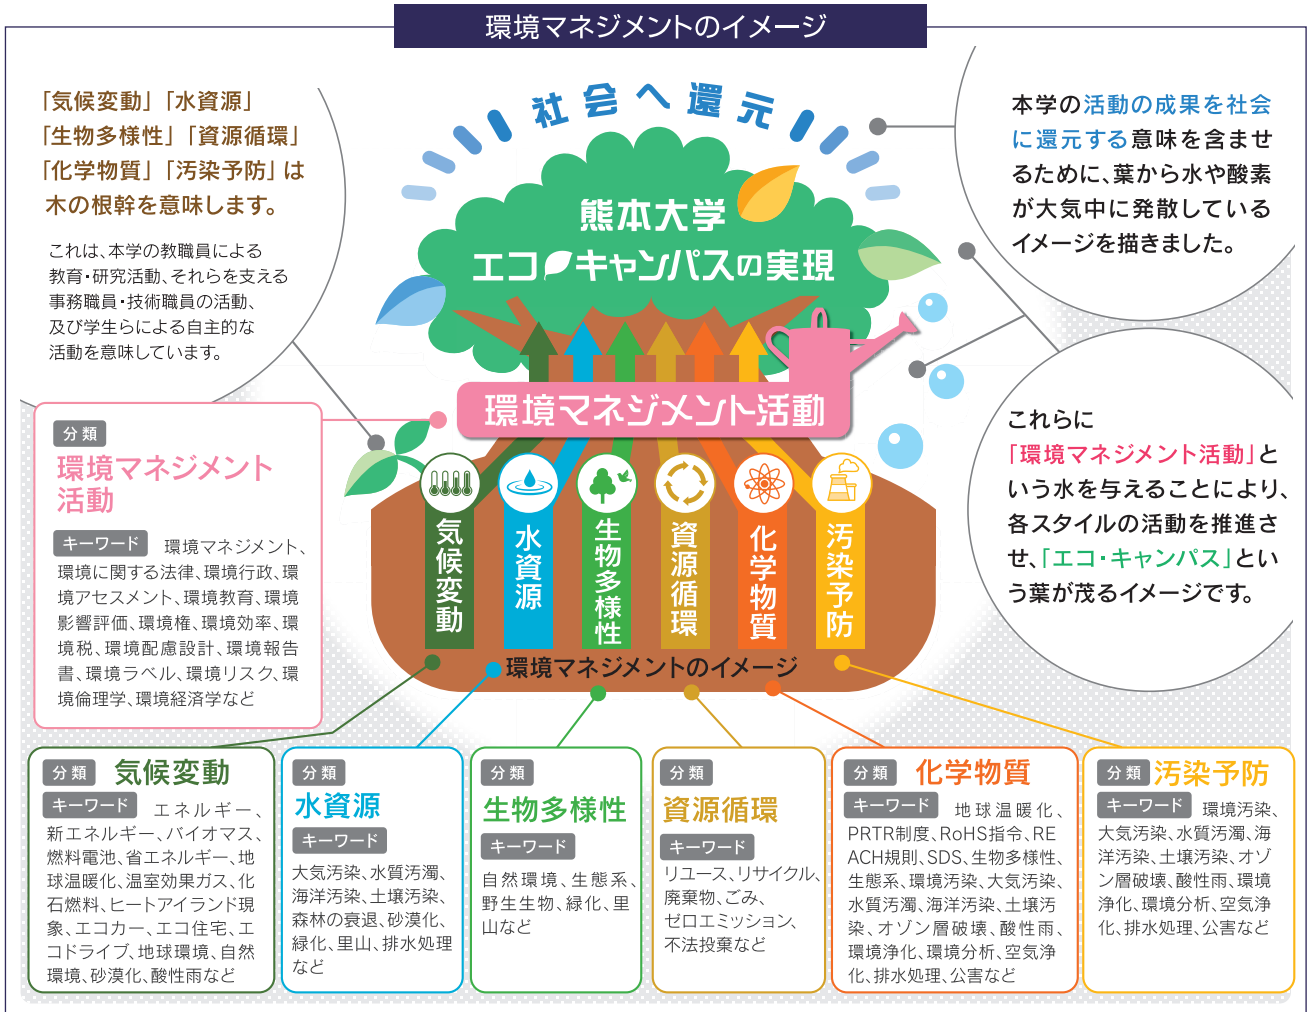 環境マネジメントのイメージ
「気候変動」「水資源」
「生物多様性」「資源循環」
「化学物質」「汚染予防」は
木の根幹を意味します。
これは、本学の教職員による
教育・研究活動、それらを支える
事務職員・技術職員の活動、
及び学生らによる自主的な
活動を意味しています。
社会へ還元
熊本大学
エコ キャンパスの実現
本学の活動の成果を社会
に還元する意味を含ませ
るために、葉から水や酸素
が大気中に発散している
イメージを描きました。
環境マネジメント活動
これらに
「環境マネジメント活動」と
いう水を与えることにより、
各スタイルの活動を推進さ
せ、「エコ・キャンパス」とい
う葉が茂るイメージです。
分類
環境マネジメント
活動
キーワード 環境マネジメント、
環境に関する法律、環境行政、環
境アセスメント、環境教育、環境
影響評価、環境権、環境効率、環
境税、環境配慮設計、環境報告
書、環境ラベル、環境リスク、環
境倫理学、環境経済学など
気候変動
水資源
生物多様性
資源循環
化学物質
汚染予防
環境マネジメントのイメージ
分類 気候変動
キーワード エネルギー、
新エネルギー、バイオマス、
燃料電池、省エネルギー、地
球温暖化、温室効果ガス、化
石燃料、ヒートアイランド現
象、エコカー、エコ住宅、エ
コドライブ、地球環境、自然
環境、砂漠化、酸性雨など
分類
水資源
キーワード
大気汚染、水質汚濁、
海洋汚染、土壌汚染、
森林の衰退、砂漠化、
緑化、里山、排水処理
など
分類
生物多様性
キーワード
自然環境、生態系、
野生生物、緑化、里
山など
分類
資源循環
キーワード
リユース、リサイクル、
廃棄物、ごみ、
ゼロエミッション、
不法投棄など
分類 化学物質
キーワード 地球温暖化、
PRTR制度、RoHS指令、RE
ACH規則、SDS、生物多様性、
生態系、環境汚染、大気汚染、
水質汚濁、海洋汚染、土壌汚
染、オゾン層破壊、酸性雨、
環境浄化、環境分析、空気浄
化、排水処理、公害など
分類 汚染予防
キーワード 環境汚染、
大気汚染、水質汚濁、海
洋汚染、土壌汚染、オゾ
ン層破壊、酸性雨、環境
浄化、環境分析、空気浄
化、排水処理、公害など